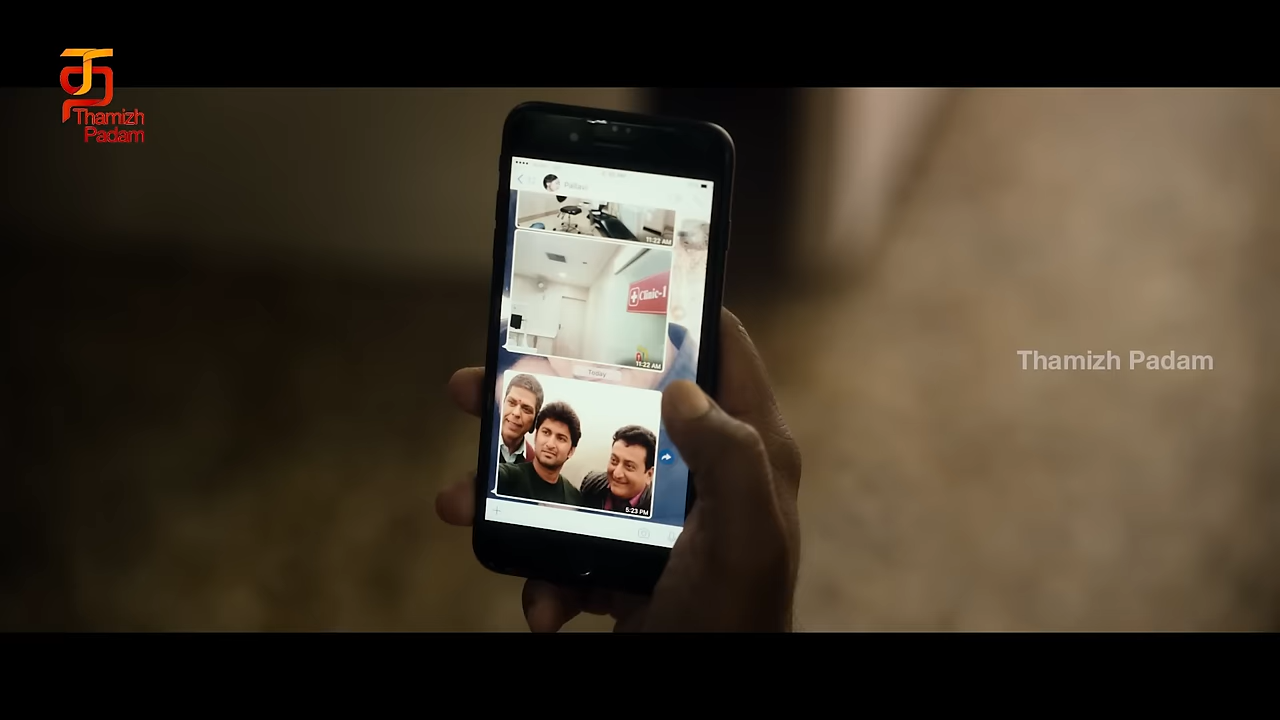 Thamizh
Padam
Pallavi
11:22 AM
Clinic-1
11:22 AM
Today
5:23 PM
Thamizh Padam